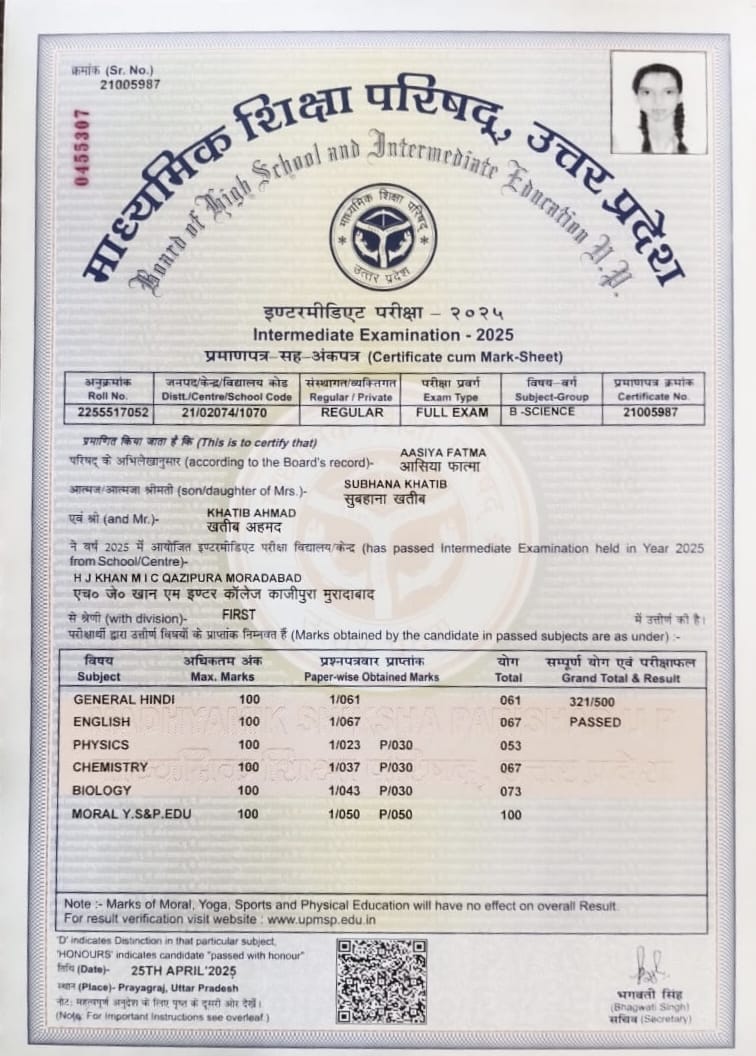 क्रमांक (Sr. No.)
21005987
0455307
माध्यमिक शिक्षा परिषद्, उत्तर प्रदेश
Board of High School and Intermediate Education U.P.
माध्यमिक शिक्षा परिषद्
उत्तर प्रदेश
इण्टरमीडिएट परीक्षा – २०२५
Intermediate Examination - 2025
प्रमाणपत्र–सह–अंकपत्र (Certificate cum Mark-Sheet)
अनुक्रमांक जनपद/केन्द्र/विद्यालय कोड संस्थागत/व्यक्तिगत परीक्षा प्रवर्ग विषय-वर्ग प्रमाणपत्र क्रमांक
Roll No. Distt./Centre/School Code Regular / Private Exam Type Subject-Group Certificate No.
2255517052 21/02074/1070 REGULAR FULL EXAM B -SCIENCE 21005987
प्रमाणित किया जाता है कि (This is to certify that)
AASIYA FATMA
परिषद् के अभिलेखानुसार (according to the Board's record)- आसिया फात्मा
SUBHANA KHATIB
आत्मज/आत्मजा श्रीमती (son/daughter of Mrs.)- सुबहाना खतीब
KHATIB AHMAD
एवं श्री (and Mr.)- खतीब अहमद
ने वर्ष 2025 में आयोजित इण्टरमीडिएट परीक्षा विद्यालय/केन्द्र (has passed Intermediate Examination held in Year 2025
from School/Centre)-
H J KHAN M I C QAZIPURA MORADABAD
एच० जे० खान एम इण्टर कॉलेज काजीपुरा मुरादाबाद
से श्रेणी (with division)- FIRST में उत्तीर्ण की है।
परीक्षार्थी द्वारा उत्तीर्ण विषयों के प्राप्तांक निम्नवत हैं (Marks obtained by the candidate in passed subjects are as under) :-
विषय अधिकतम अंक प्रश्नपत्रवार प्राप्तांक योग सम्पूर्ण योग एवं परीक्षाफल
Subject Max. Marks Paper-wise Obtained Marks Total Grand Total & Result
GENERAL HINDI 100 1/061 061 321/500
ENGLISH 100 1/067 067 PASSED
PHYSICS 100 1/023 P/030 053
CHEMISTRY 100 1/037 P/030 067
BIOLOGY 100 1/043 P/030 073
MORAL Y.S&P.EDU 100 1/050 P/050 100
Note :- Marks of Moral, Yoga, Sports and Physical Education will have no effect on overall Result.
For result verification visit website : www.upmsp.edu.in
'D' indicates Distinction in that particular subject,
'HONOURS' indicates candidate "passed with honour"
तिथि (Date)- 25TH APRIL'2025
स्थान (Place)- Prayagraj, Uttar Pradesh
नोट: महत्वपूर्ण अनुदेश के लिए पृष्ठ के दूसरी ओर देखें।
(Note: For Important Instructions see overleaf )
भगवती सिंह
(Bhagwati Singh)
सचिव (Secretary)